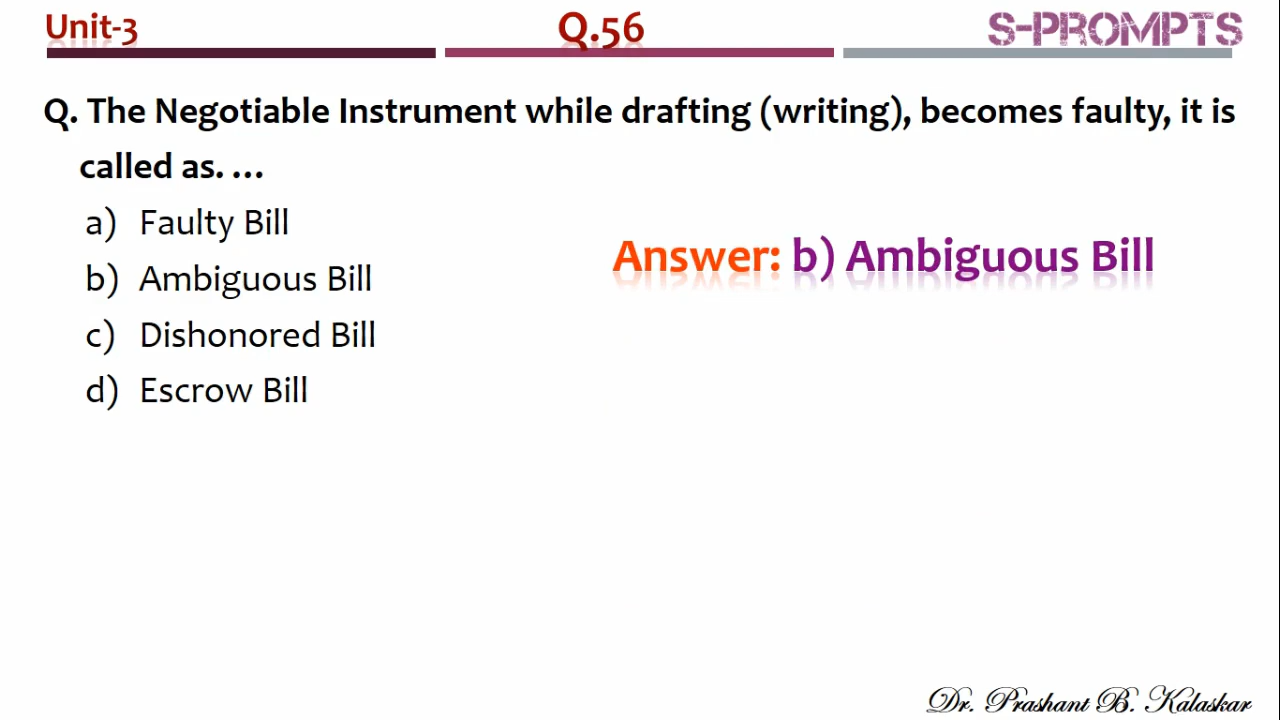 Unit-3
Q.56
S-PROMPTS
Q. The Negotiable Instrument while drafting (writing), becomes faulty, it is
called as. ...
a) Faulty Bill
b) Ambiguous Bill
c) Dishonored Bill
d) Escrow Bill
Answer: b) Ambiguous Bill
Dr. Prashant B. Kalaskar